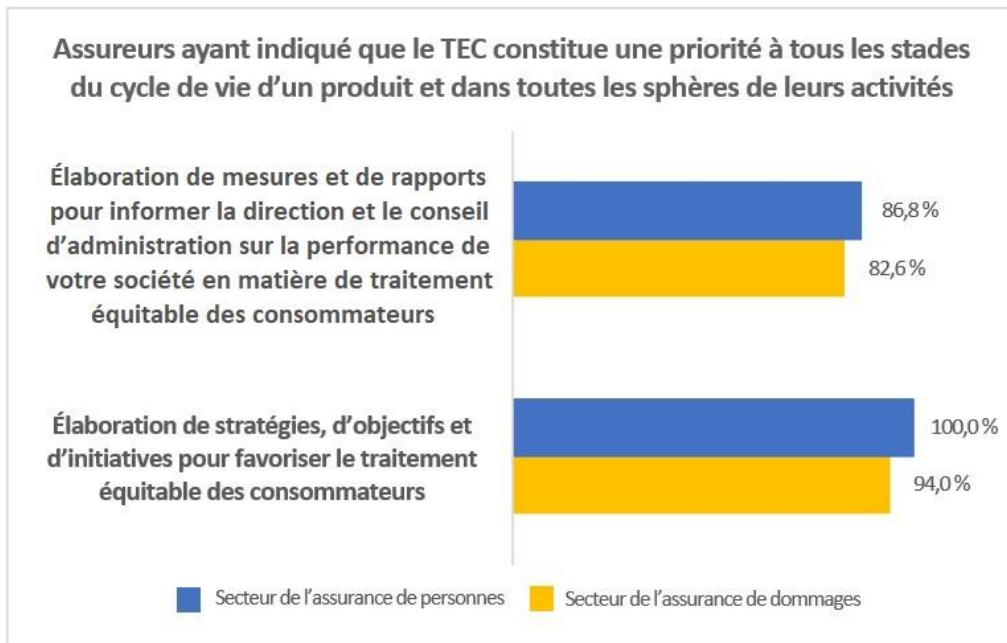 Assureurs ayant indiqué que le TEC constitue une priorité à tous les stades
du cycle de vie d’un produit et dans toutes les sphères de leurs activités
Élaboration de mesures et de rapports
pour informer la direction et le conseil
d’administration sur la performance de
votre société en matière de traitement
équitable des consommateurs
86,8 %
82,6 %
Élaboration de stratégies, d’objectifs et
d’initiatives pour favoriser le traitement
équitable des consommateurs
100,0 %
94,0 %
Secteur de l’assurance de personnes
Secteur de l’assurance de dommages